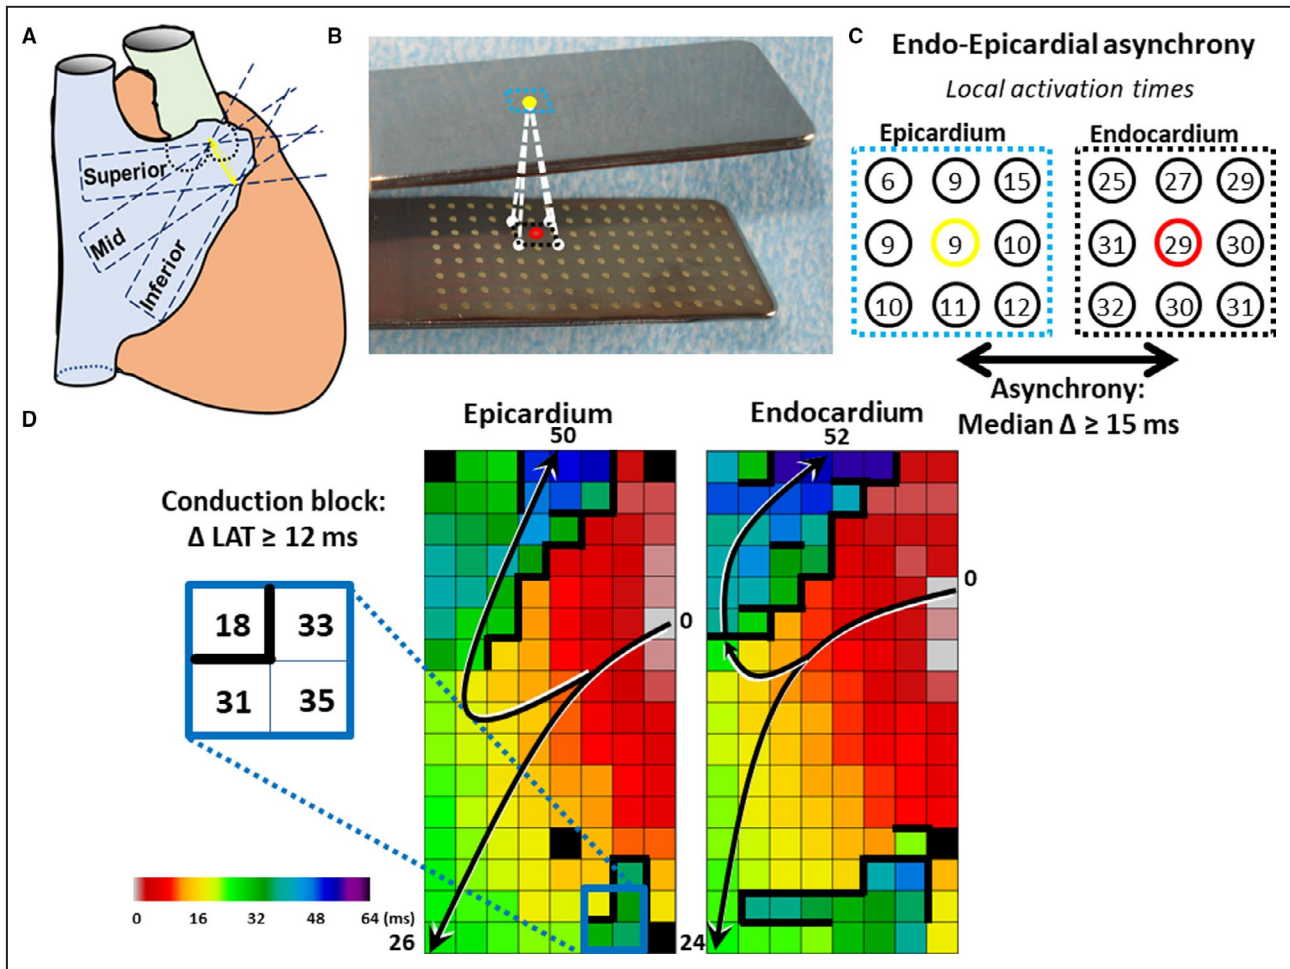 A
Superior
Mid
Inferior
B
C
Endo-Epicardial asynchrony
Local activation times
Epicardium
6 9 15
9 9 10
10 11 12
Endocardium
25 27 29
31 29 30
32 30 31
Asynchrony:
Median Δ ≥ 15 ms
D
Conduction block:
Δ LAT ≥ 12 ms
18 33
31 35
0 16 32 48 64 (ms)
Epicardium
50
0
26
Endocardium
52
0
24